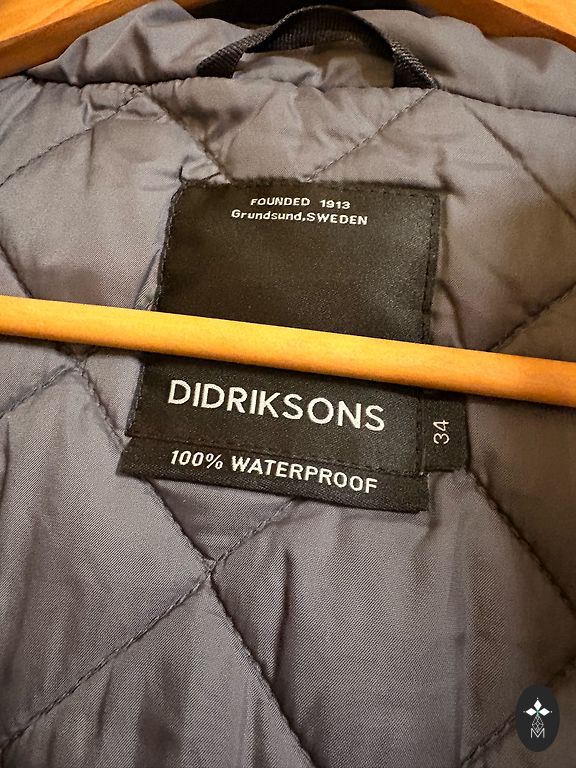 FOUNDED 1913
Grundsund,SWEDEN
DIDRIKSONS
34
100% WATERPROOF
M